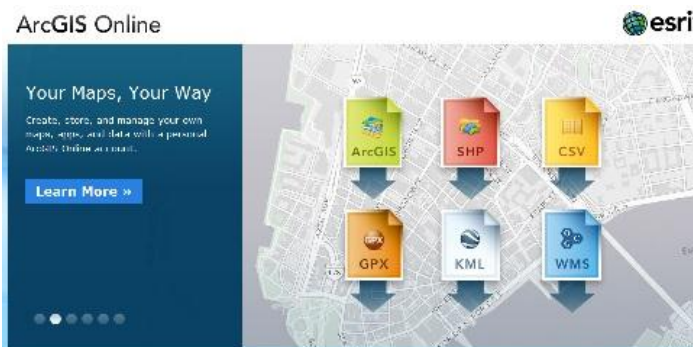 ArcGIS Online
esri
Your Maps, Your Way
Create, store, and manage your own
maps, apps, and data with a personal
ArcGIS Online account.
Learn More »
ArcGIS
SHP
CSV
GPX
GPX
KML
WMS